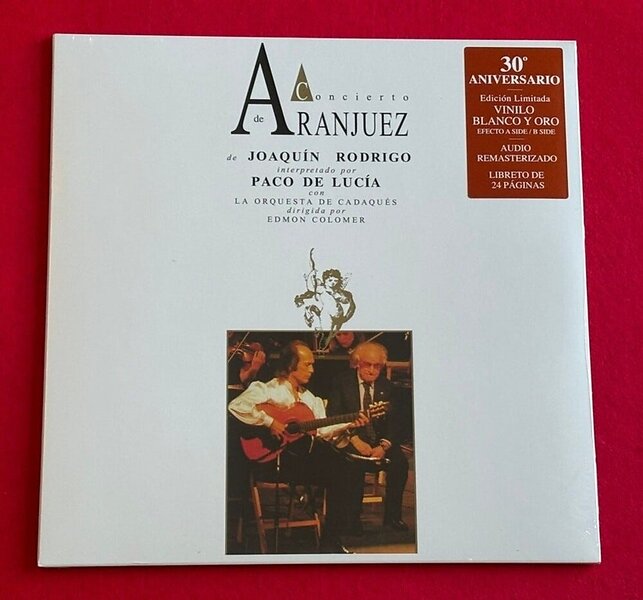 Concierto
de ARANJUEZ
de JOAQUÍN RODRIGO
interpretado por
PACO DE LUCÍA
con
LA ORQUESTA DE CADAQUÉS
dirigida por
EDMON COLOMER
30º
ANIVERSARIO
Edición Limitada
VINILO
BLANCO Y ORO
EFECTO A SIDE / B SIDE
AUDIO
REMASTERIZADO
LIBRETO DE
24 PÁGINAS